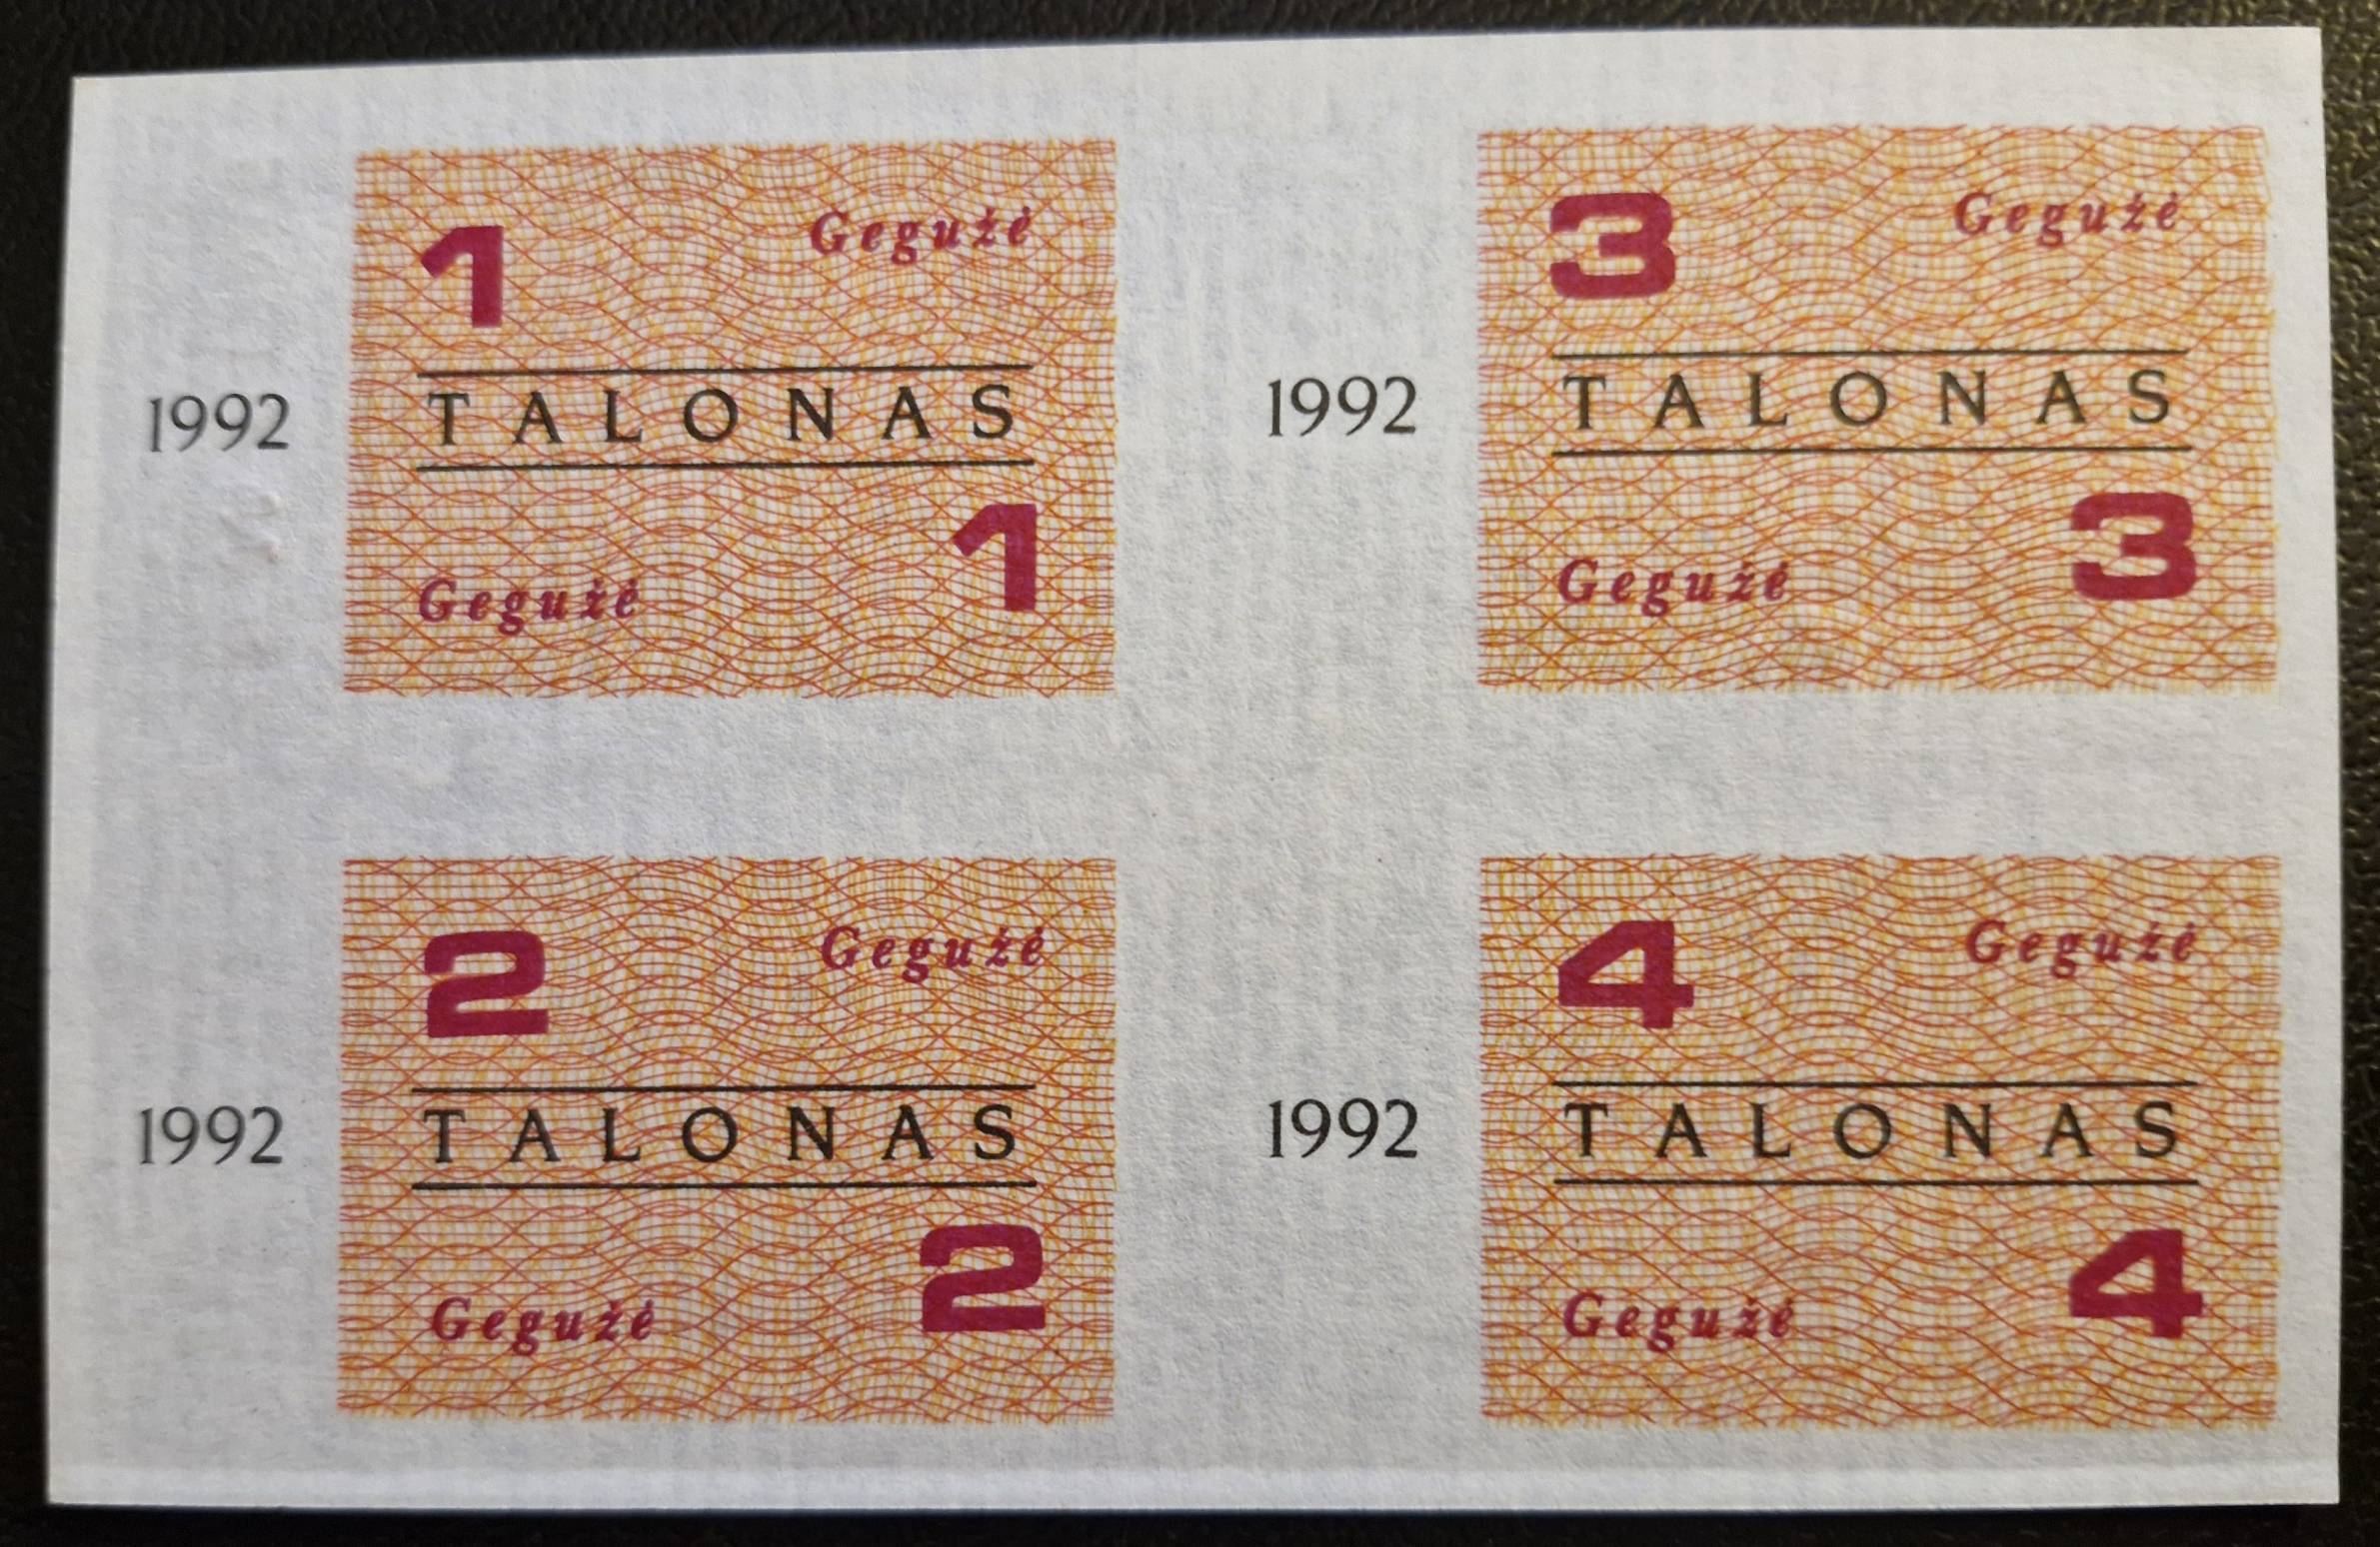 1 Gegužė
1992 TALONAS
Gegužė 1
3 Gegužė
1992 TALONAS
Gegužė 3
2 Gegužė
1992 TALONAS
Gegužė 2
4 Gegužė
1992 TALONAS
Gegužė 4